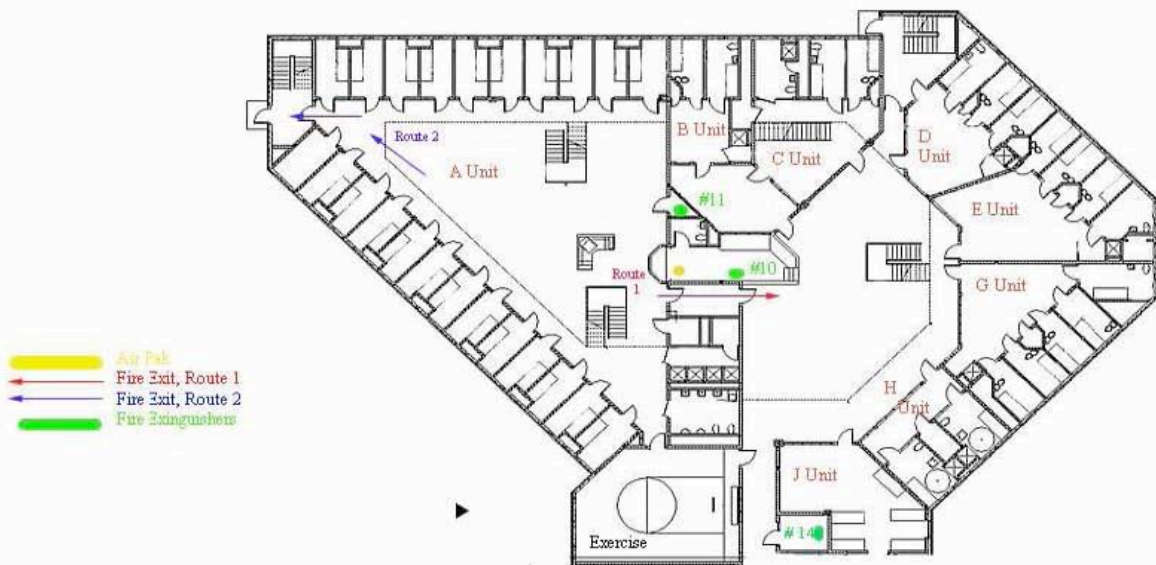 Route 2
A Unit
B Unit
C Unit
D
Unit
E Unit
#11
#10
Route
1
G Unit
H
Unit
J Unit
#14
Exercise
Air Pak
Fire Exit, Route 1
Fire Exit, Route 2
Fire Exinguishers